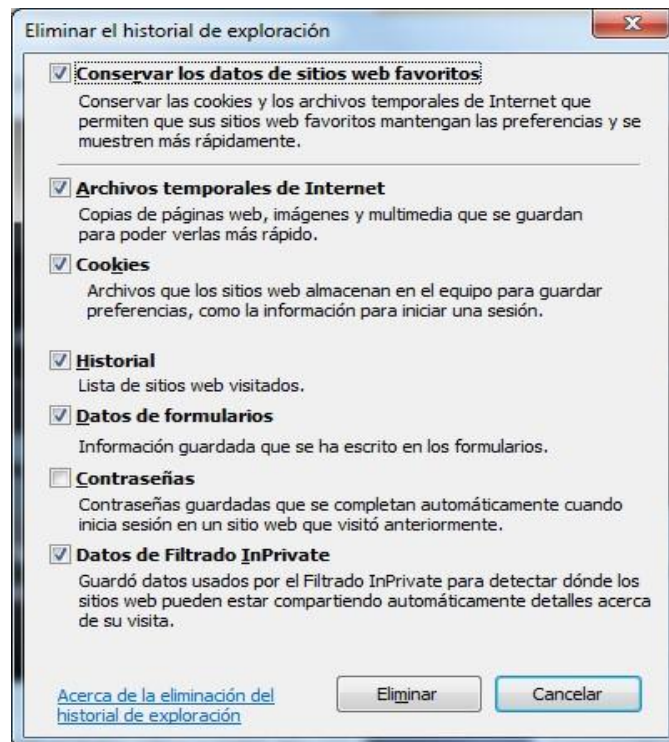 Eliminar el historial de exploración
Conservar los datos de sitios web favoritos
Conservar las cookies y los archivos temporales de Internet que
permiten que sus sitios web favoritos mantengan las preferencias y se
muestren más rápidamente.
Archivos temporales de Internet
Copias de páginas web, imágenes y multimedia que se guardan
para poder verlas más rápido.
Cookies
Archivos que los sitios web almacenan en el equipo para guardar
preferencias, como la información para iniciar una sesión.
Historial
Lista de sitios web visitados.
Datos de formularios
Información guardada que se ha escrito en los formularios.
Contraseñas
Contraseñas guardadas que se completan automáticamente cuando
inicia sesión en un sitio web que visitó anteriormente.
Datos de Filtrado InPrivate
Guardó datos usados por el Filtrado InPrivate para detectar dónde los
sitios web pueden estar compartiendo automáticamente detalles acerca
de su visita.
Acerca de la eliminación del
historial de exploración
Eliminar
Cancelar